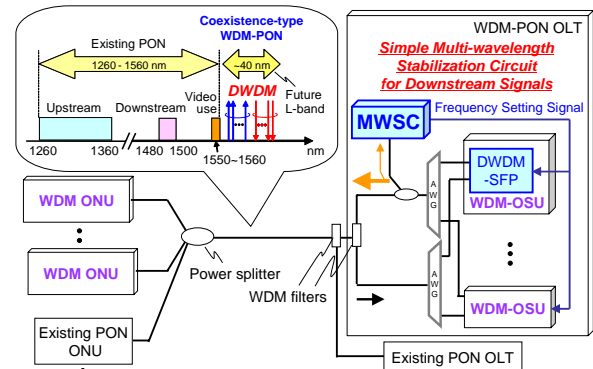 Coexistence-type
WDM-PON
Existing PON
1260 - 1560 nm
~40 nm
Video
use
DWDM
Future
L-band
Upstream
Downstream
...
...
nm
1260
1360
1480
1500
1550~1560
WDM-PON OLT
Simple Multi-wavelength
Stabilization Circuit
for Downstream Signals
MWSC
Frequency Setting Signal
AWG
DWDM
-SFP
WDM-OSU
AWG
WDM-OSU
WDM ONU
WDM ONU
Power splitter
WDM filters
Existing PON
ONU
Existing PON OLT